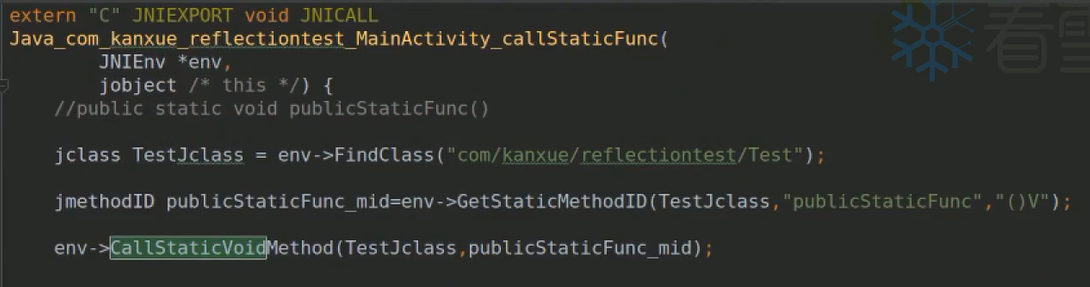 extern "C" JNIEXPORT void JNICALL
Java_com_kanxue_reflectiontest_MainActivity_callStaticFunc(
        JNIEnv *env,
        jobject /* this */) {
    //public static void publicStaticFunc()
    jclass TestJclass = env->FindClass("com/kanxue/reflectiontest/Test");
    jmethodID publicStaticFunc_mid=env->GetStaticMethodID(TestJclass,"publicStaticFunc","()V");
    env->CallStaticVoidMethod(TestJclass,publicStaticFunc_mid);
看